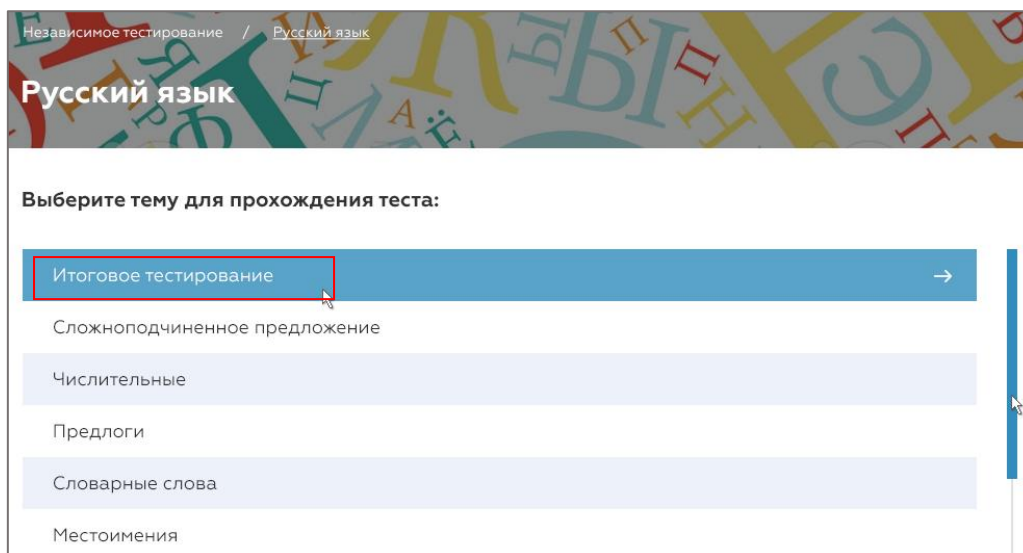 Независимое тестирование / Русский язык
Русский язык
Выберите тему для прохождения теста:
Итоговое тестирование →
Сложноподчиненное предложение
Числительные
Предлоги
Словарные слова
Местоимения